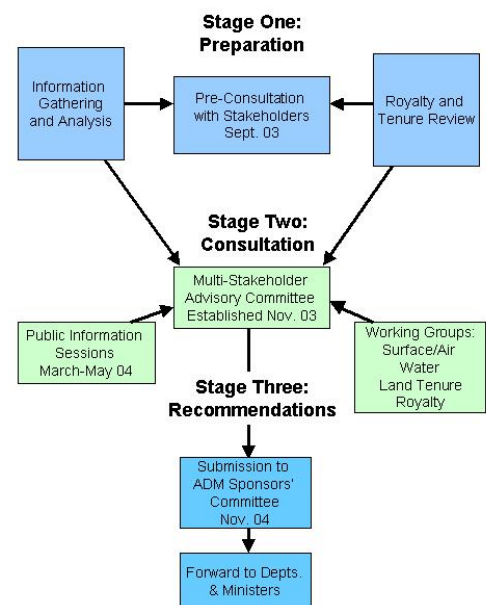 Stage One:
Preparation
Information
Gathering
and Analysis
Pre-Consultation
with Stakeholders
Sept. 03
Royalty and
Tenure Review
Stage Two:
Consultation
Multi-Stakeholder
Advisory Committee
Established Nov. 03
Public Information
Sessions
March-May 04
Working Groups:
Surface/Air
Water
Land Tenure
Royalty
Stage Three:
Recommendations
Submission to
ADM Sponsors'
Committee
Nov. 04
Forward to Depts.
& Ministers